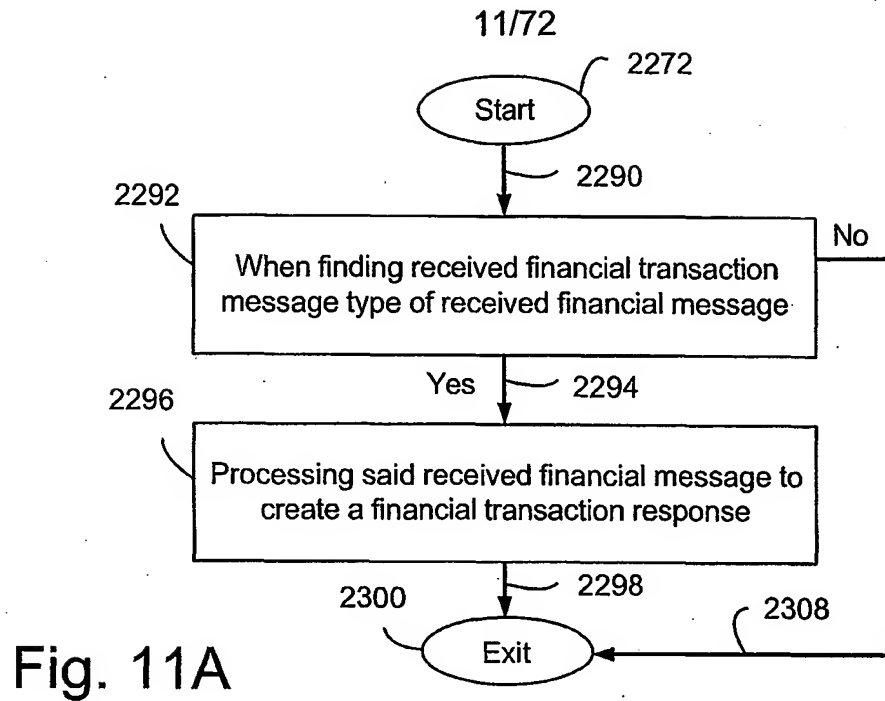 11/72
2272
Start
2290
2292
No
When finding received financial transaction
message type of received financial message
Yes
2294
2296
Processing said received financial message to
create a financial transaction response
2298
2300
2308
Exit
Fig. 11A